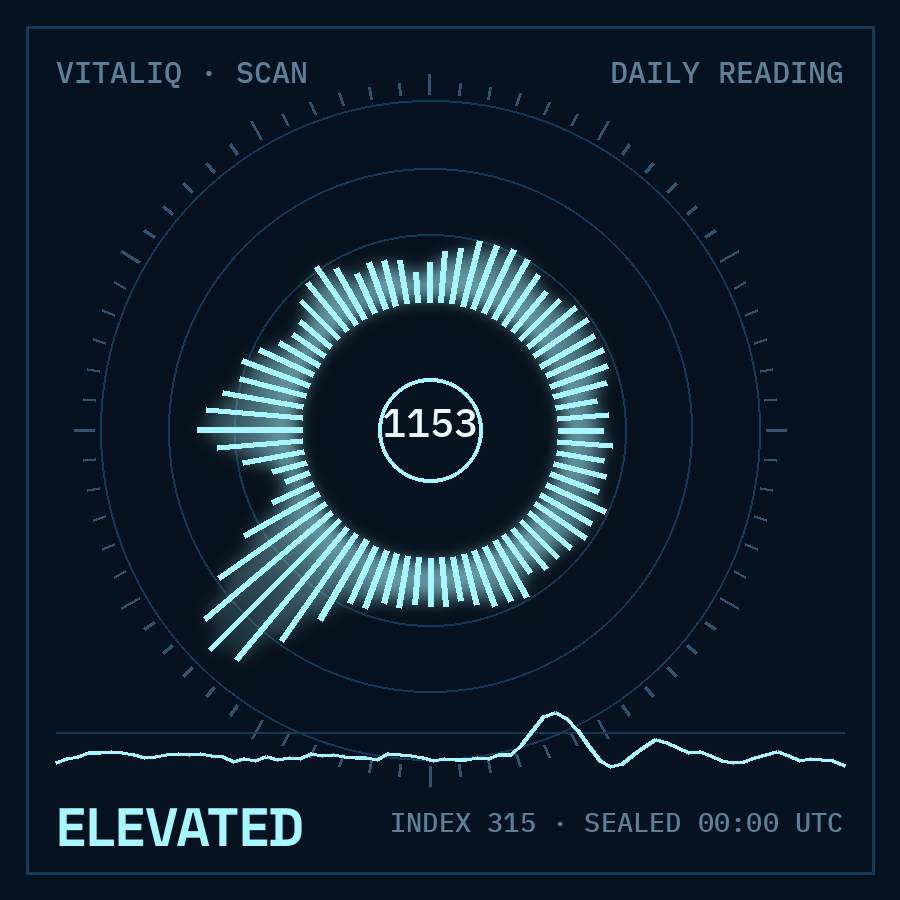 VITALIQ · SCAN
DAILY READING
1153
ELEVATED
INDEX 315 · SEALED 00:00 UTC